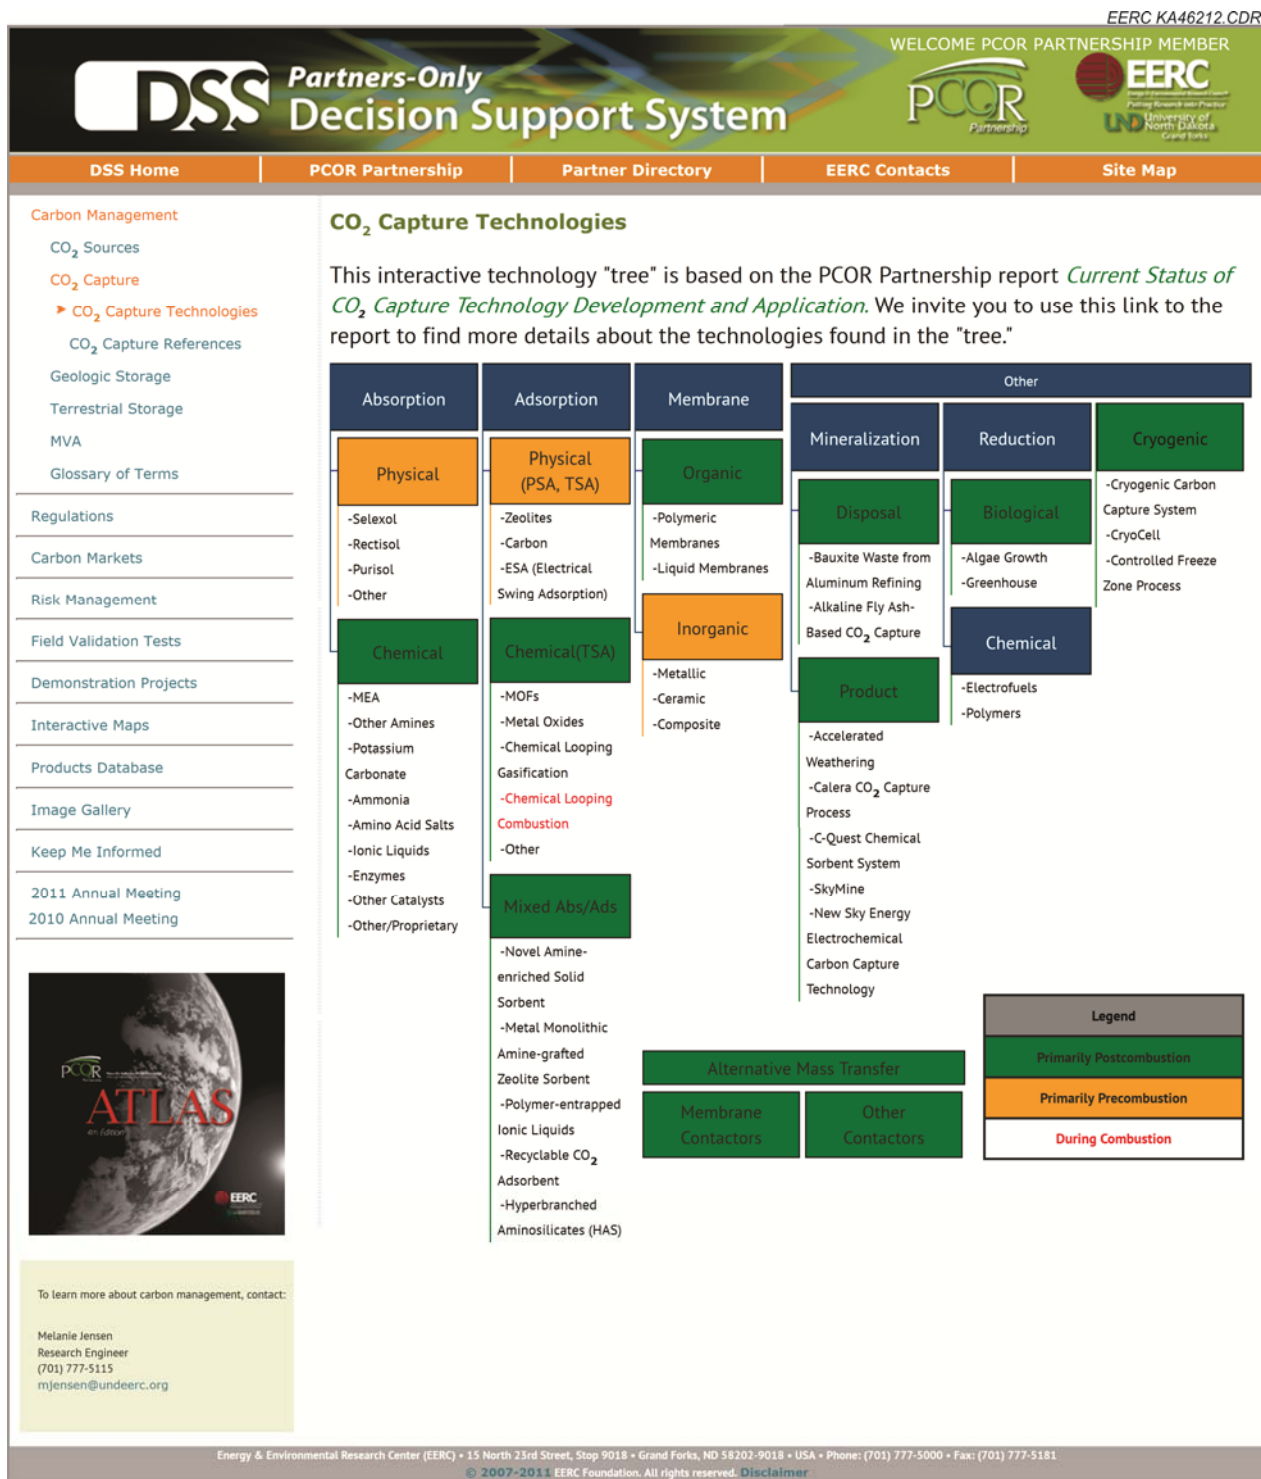 EERC KA46212.CDR
WELCOME PCOR PARTNERSHIP MEMBER
DSS Partners-Only
Decision Support System
PCOR
Partnership
EERC
Energy & Environmental Research Center
Putting Research into Practice
UND University of
North Dakota
Grand Forks
DSS Home
PCOR Partnership
Partner Directory
EERC Contacts
Site Map
Carbon Management
CO2 Sources
CO2 Capture
CO2 Capture Technologies
CO2 Capture References
Geologic Storage
Terrestrial Storage
MVA
Glossary of Terms
Regulations
Carbon Markets
Risk Management
Field Validation Tests
Demonstration Projects
Interactive Maps
Products Database
Image Gallery
Keep Me Informed
2011 Annual Meeting
2010 Annual Meeting
PCOR
ATLAS
4th Edition
EERC
To learn more about carbon management, contact:
Melanie Jensen
Research Engineer
(701) 777-5115
mjensen@undeerc.org
CO2 Capture Technologies
This interactive technology "tree" is based on the PCOR Partnership report Current Status of
CO2 Capture Technology Development and Application. We invite you to use this link to the
report to find more details about the technologies found in the "tree."
Absorption
Physical
-Selexol
-Rectisol
-Purisol
-Other
Chemical
-MEA
-Other Amines
-Potassium
Carbonate
-Ammonia
-Amino Acid Salts
-Ionic Liquids
-Enzymes
-Other Catalysts
-Other/Proprietary
Adsorption
Physical
(PSA, TSA)
-Zeolites
-Carbon
-ESA (Electrical
Swing Adsorption)
Chemical(TSA)
-MOFs
-Metal Oxides
-Chemical Looping
Gasification
-Chemical Looping
Combustion
-Other
Mixed Abs/Ads
-Novel Amine-
enriched Solid
Sorbent
-Metal Monolithic
Amine-grafted
Zeolite Sorbent
-Polymer-entrapped
Ionic Liquids
-Recyclable CO2
Adsorbent
-Hyperbranched
Aminosilicates (HAS)
Membrane
Organic
-Polymeric
Membranes
-Liquid Membranes
Inorganic
-Metallic
-Ceramic
-Composite
Other
Mineralization
Disposal
-Bauxite Waste from
Aluminum Refining
-Alkaline Fly Ash-
Based CO2 Capture
Product
-Accelerated
Weathering
-Calera CO2 Capture
Process
-C-Quest Chemical
Sorbent System
-SkyMine
-New Sky Energy
Electrochemical
Carbon Capture
Technology
Reduction
Biological
-Algae Growth
-Greenhouse
Chemical
-Electrofuels
-Polymers
Cryogenic
-Cryogenic Carbon
Capture System
-CryoCell
-Controlled Freeze
Zone Process
Alternative Mass Transfer
Membrane
Contactors
Other
Contactors
Legend
Primarily Postcombustion
Primarily Precombustion
During Combustion
Energy & Environmental Research Center (EERC) • 15 North 23rd Street, Stop 9018 • Grand Forks, ND 58202-9018 • USA • Phone: (701) 777-5000 • Fax: (701) 777-5181
© 2007-2011 EERC Foundation. All rights reserved. Disclaimer